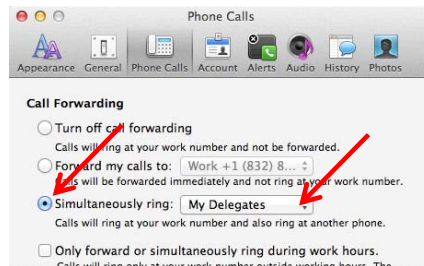 Phone Calls
Appearance General Phone Calls Account Alerts Audio History Photos
Call Forwarding
Turn off call forwarding
Calls will ring at your work number and not be forwarded.
Forward my calls to: Work +1 (832) 8...
Calls will be forwarded immediately and not ring at your work number.
Simultaneously ring: My Delegates
Calls will ring at your work number and also ring at another phone.
Only forward or simultaneously ring during work hours.
Calls will ring only at your work number outside working hours. The